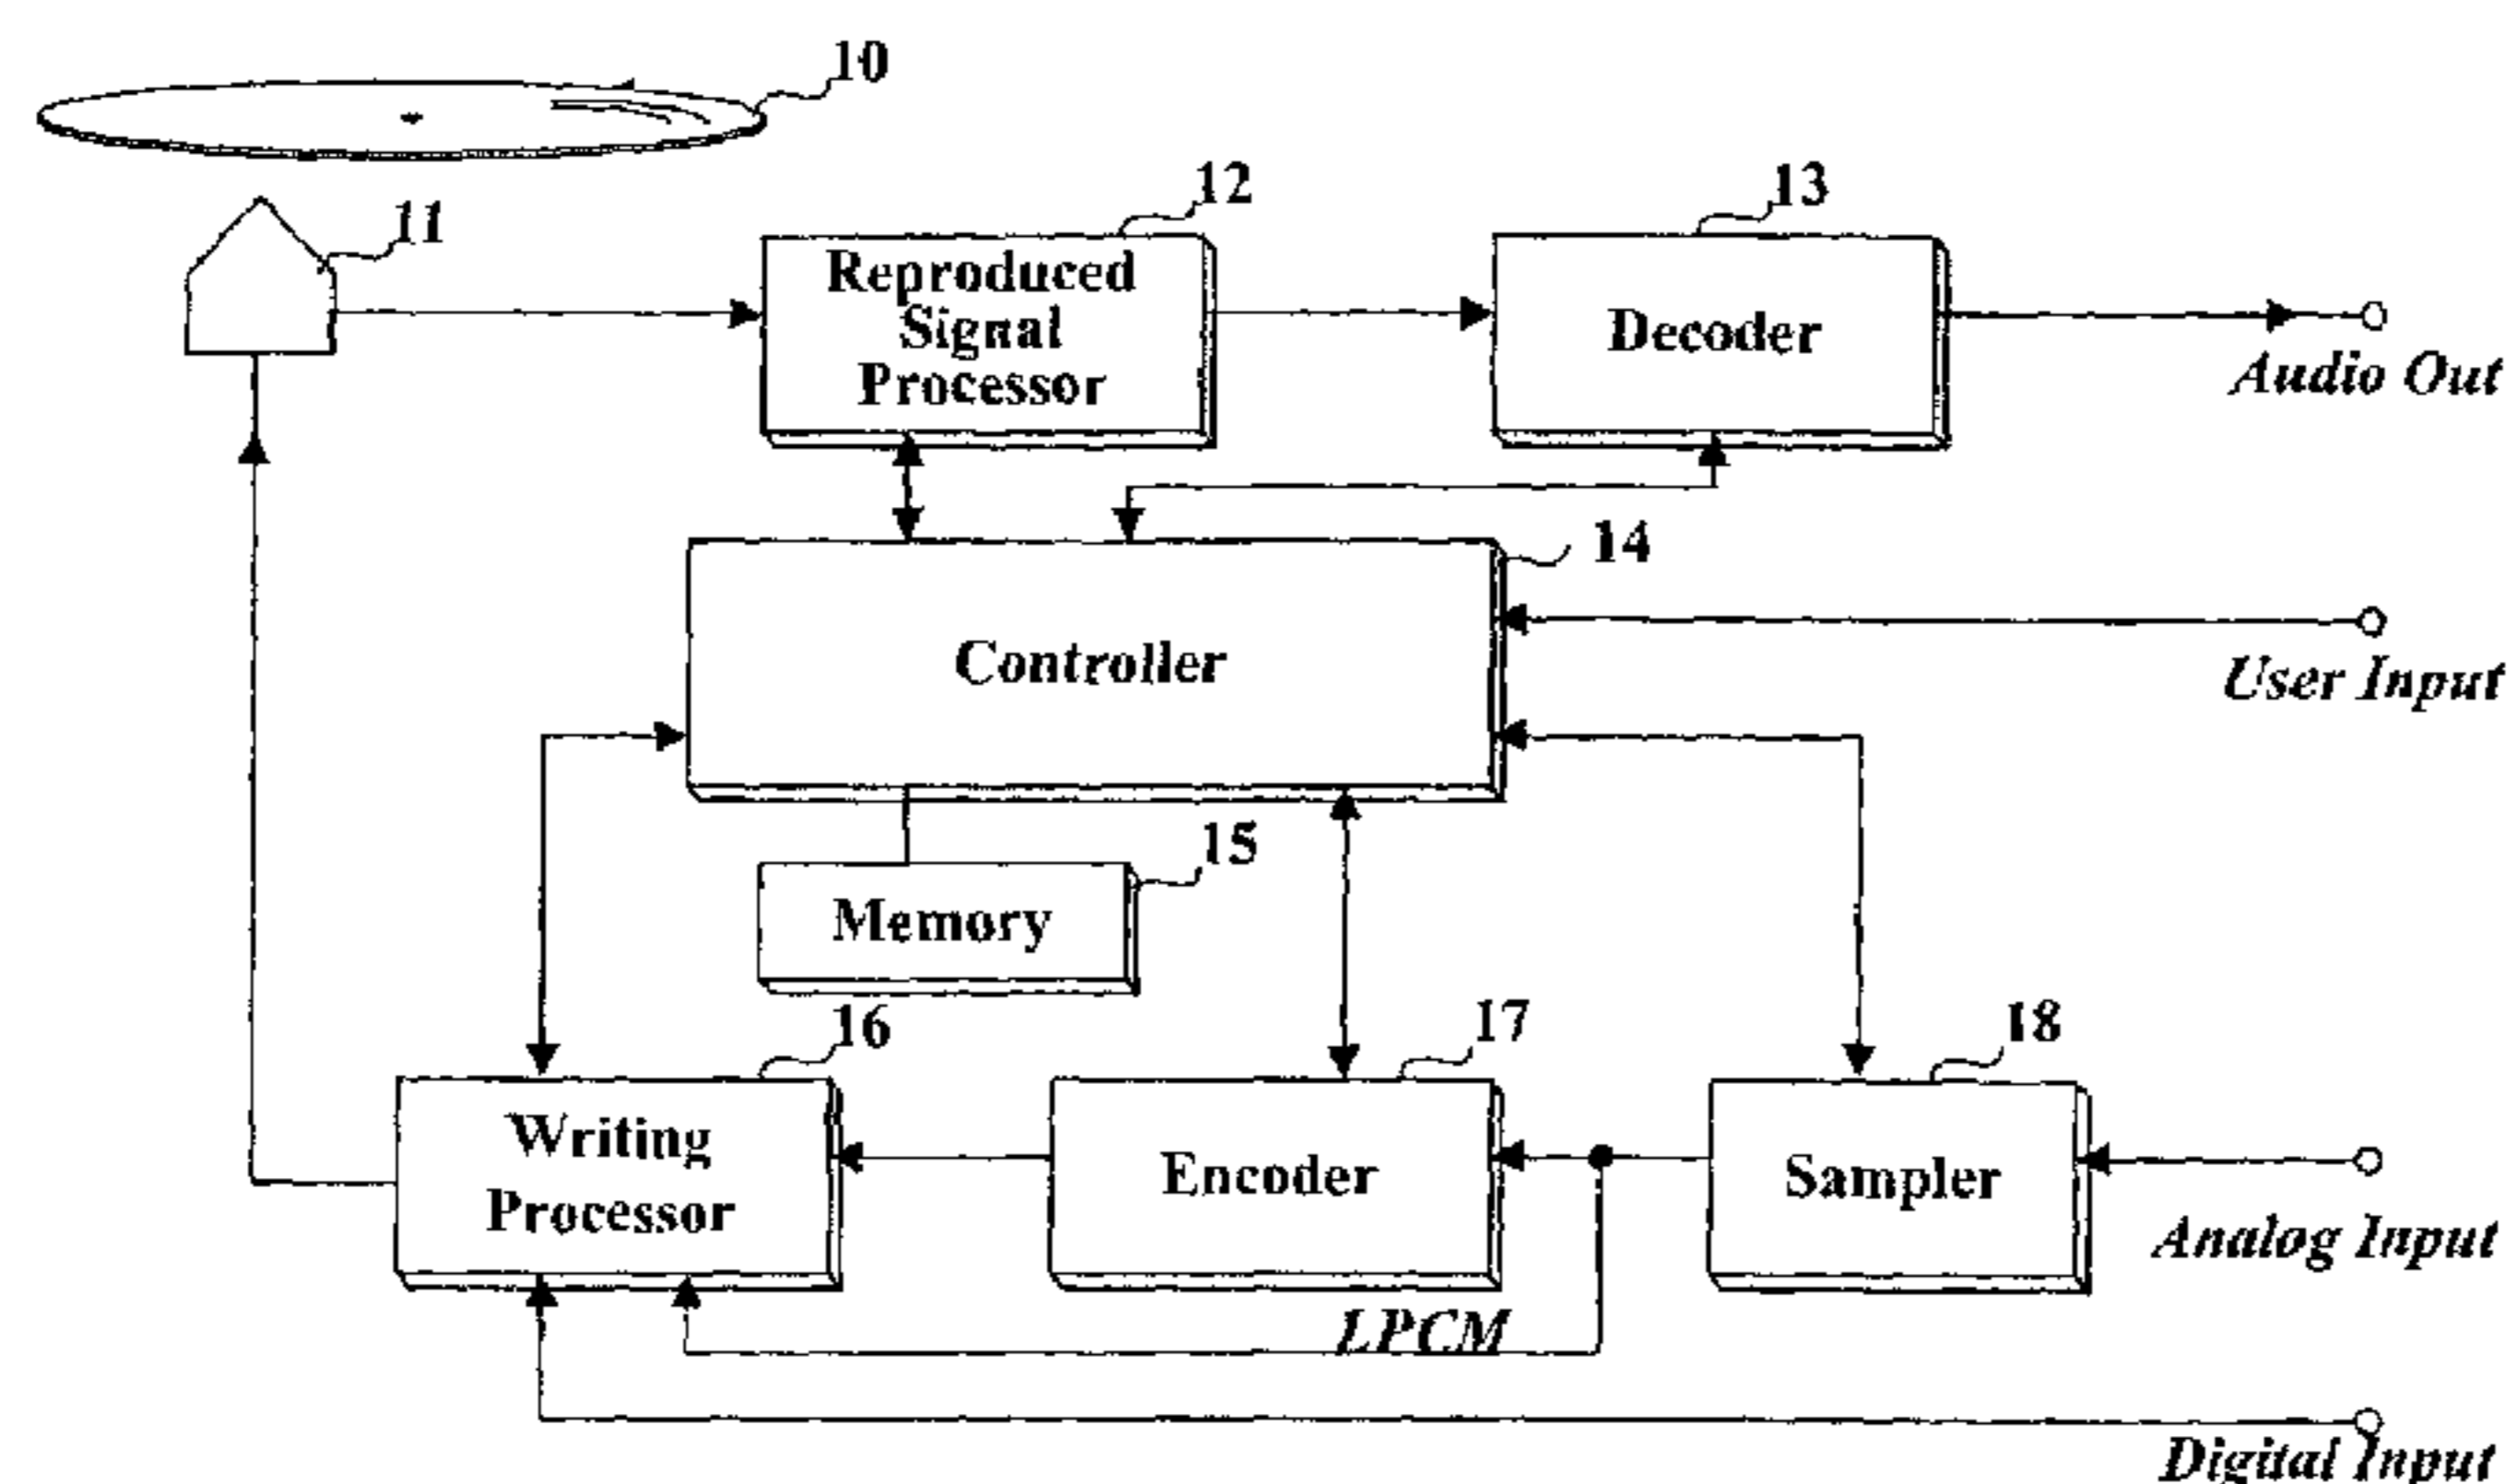 10
11
12
13
Reproduced
Signal
Processor
Decoder
Audio Out
14
Controller
User Input
15
Memory
16
17
18
Writing
Processor
Encoder
Sampler
Analog Input
LPCM
Digital Input